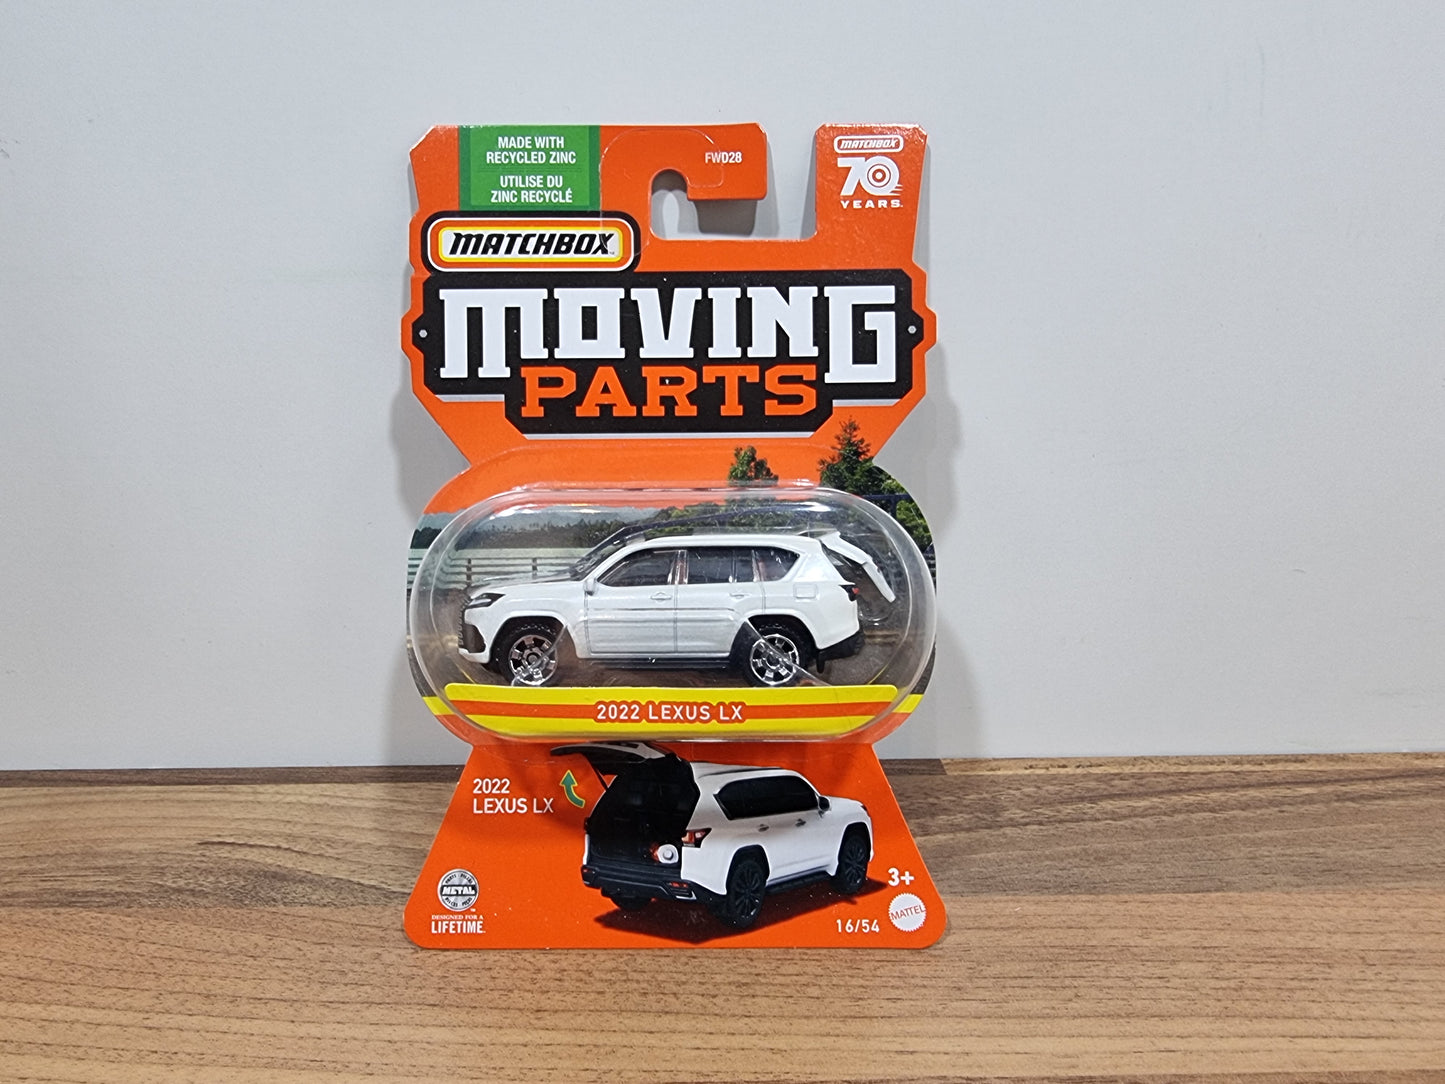 MADE WITH
RECYCLED ZINC
UTILISE DU
ZINC RECYCLÉ
FWD28
MATCHBOX
70
YEARS
MATCHBOX
MOVING
PARTS
2022 LEXUS LX
2022
LEXUS LX
METAL
DESIGNED FOR A
LIFETIME
3+
MATTEL
16/54